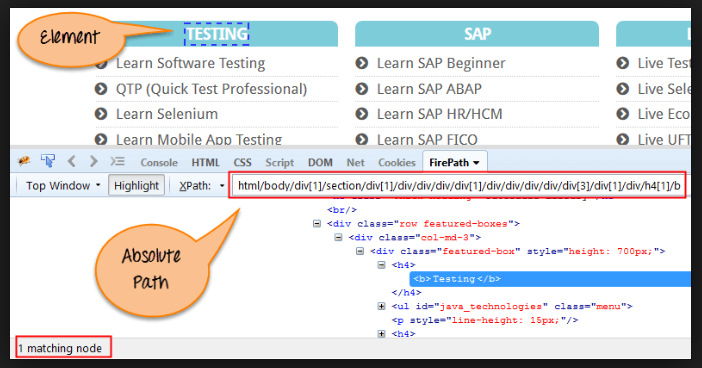 Element
TESTING
SAP
Learn Software Testing
Learn SAP Beginner
Live Test
QTP (Quick Test Professional)
Learn SAP ABAP
Live Sele
Learn Selenium
Learn SAP HR/HCM
Live Eco
Learn Mobile App Testing
Learn SAP FICO
Live UFT
Console HTML CSS Script DOM Net Cookies FirePath
Top Window Highlight XPath: html/body/div[1]/section/div[1]/div/div/div/div[1]/div/div/div/div/div[3]/div[1]/div/h4[1]/b
<br/>
<div class="row featured-boxes">
<div class="col-md-3">
<div class="featured-box" style="height: 700px;">
<h4>
<b>Testing</b>
</h4>
<ul id="java_technologies" class="menu">
<p style="line-height: 15px;"/>
<h4>
Absolute
Path
1 matching node